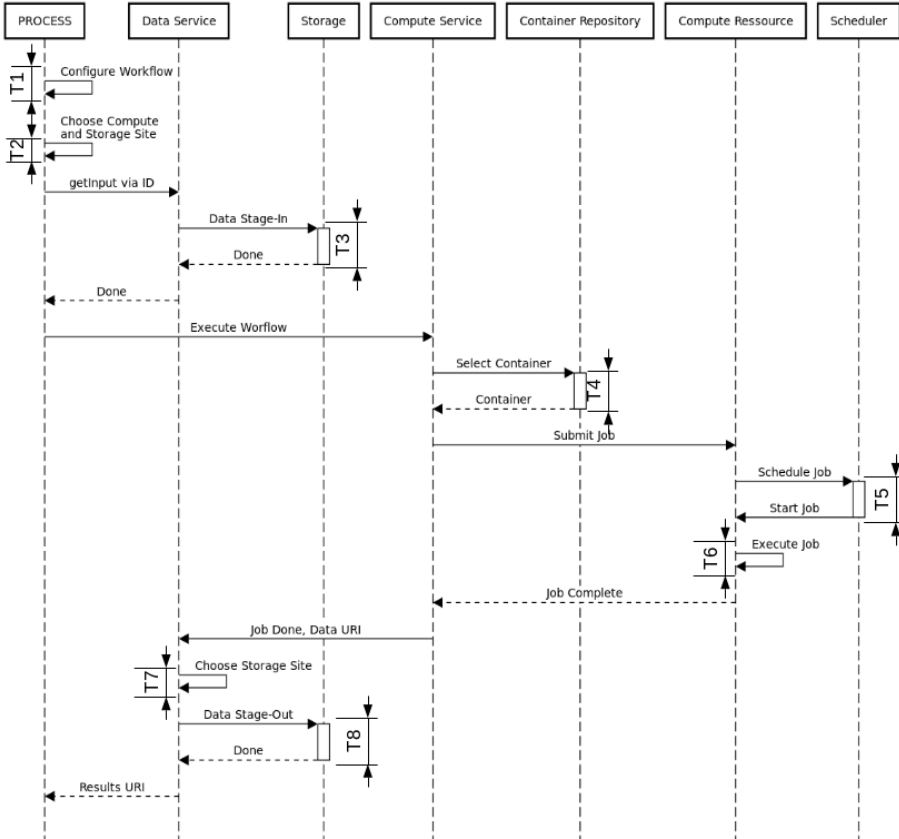 PROCESS
Data Service
Storage
Compute Service
Container Repository
Compute Ressource
Scheduler
T1
Configure Workflow
T2
Choose Compute
and Storage Site
getInput via ID
Data Stage-In
T3
Done
Done
Execute Worflow
Select Container
T4
Container
Submit Job
Schedule Job
T5
Start Job
T6
Execute Job
Job Complete
Job Done, Data URI
T7
Choose Storage Site
Data Stage-Out
T8
Done
Results URI